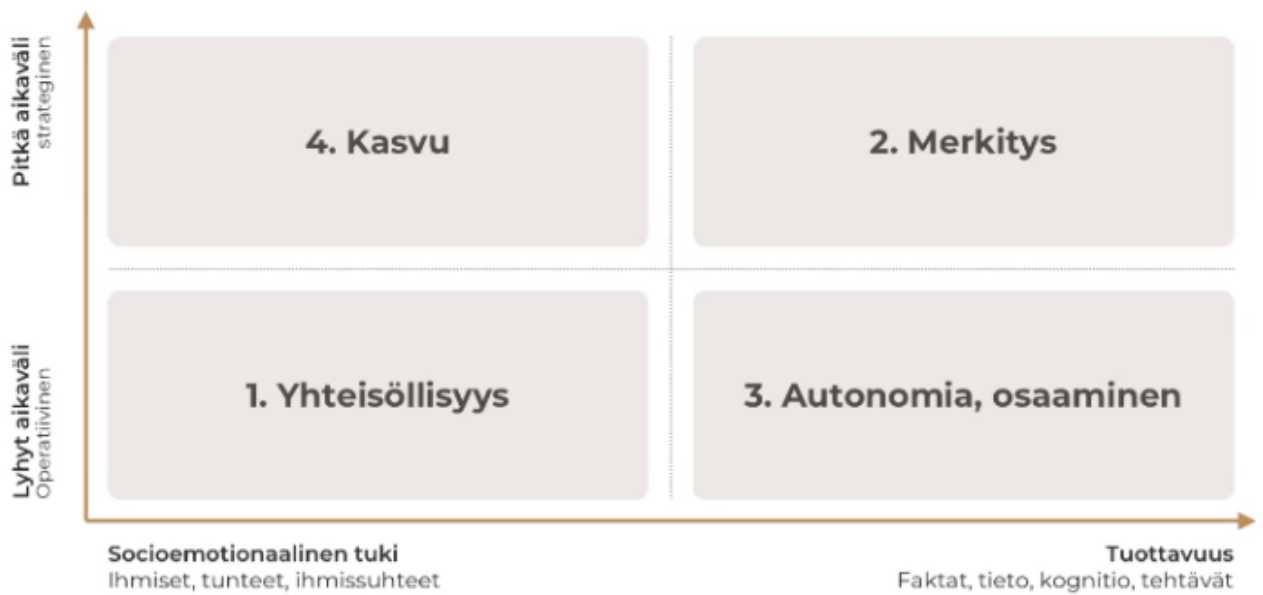 Pitkä aikaväli
strateginen
4. Kasvu
2. Merkitys
Lyhyt aikaväli
Operatiivinen
1. Yhteisöllisyys
3. Autonomia, osaaminen
Socioemotionaalinen tuki
Ihmiset, tunteet, ihmissuhteet
Tuottavuus
Faktat, tieto, kognitio, tehtävät